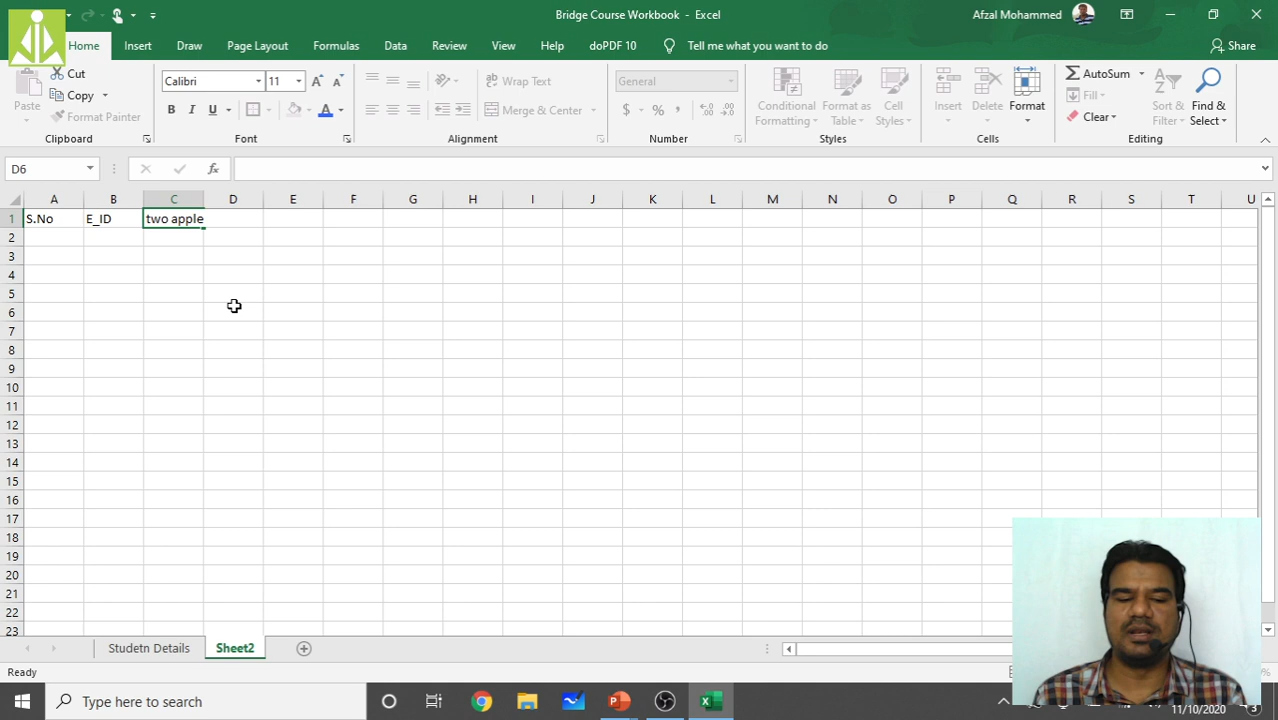 Bridge Course Workbook - Excel
Afzal Mohammed
Home Insert Draw Page Layout Formulas Data Review View Help doPDF 10 Tell me what you want to do Share
Paste
Cut
Copy
Format Painter
Clipboard
Calibri 11
B I U
Font
Wrap Text
Merge & Center
Alignment
General
$ % ,
Number
Conditional Formatting
Format as Table
Cell Styles
Styles
Insert
Delete
Format
Cells
AutoSum
Fill
Clear
Sort & Filter
Find & Select
Editing
D6
fx
A B C D E F G H I J K L M N O P Q R S T U
1 S.No E_ID two apple
2
3
4
5
6
7
8
9
10
11
12
13
14
15
16
17
18
19
20
21
22
23
Studetn Details Sheet2
Ready
Type here to search
11/10/2020